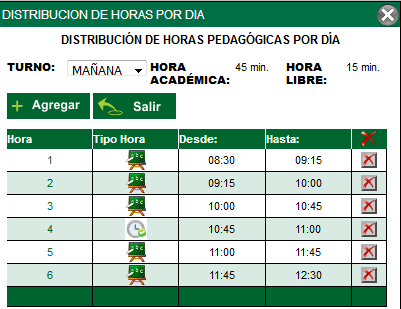 DISTRIBUCION DE HORAS POR DIA
DISTRIBUCIÓN DE HORAS PEDAGÓGICAS POR DÍA
TURNO: MAÑANA HORA ACADÉMICA: 45 min. HORA LIBRE: 15 min.
Agregar Salir
Hora Tipo Hora Desde: Hasta:
1 08:30 09:15
2 09:15 10:00
3 10:00 10:45
4 10:45 11:00
5 11:00 11:45
6 11:45 12:30